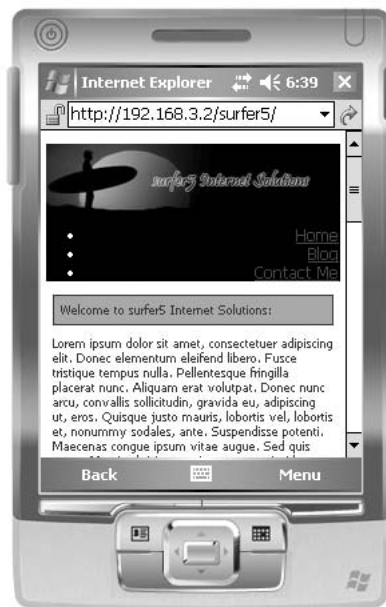 Internet Explorer 6:39
http://192.168.3.2/surfer5/
surfer5 Internet Solutions
Home
Blog
Contact Me
Welcome to surfer5 Internet Solutions:
Lorem ipsum dolor sit amet, consectetuer adipiscing
elit. Donec elementum eleifend libero. Fusce
tristique tempus nulla. Pellentesque fringilla
placerat nunc. Aliquam erat volutpat. Donec nunc
arcu, convallis sollicitudin, gravida eu, adipiscing
ut, eros. Quisque justo mauris, lobortis vel, lobortis
et, nonummy sodales, ante. Suspendisse potenti.
Maecenas congue ipsum vitae augue. Sed quis
Back Menu